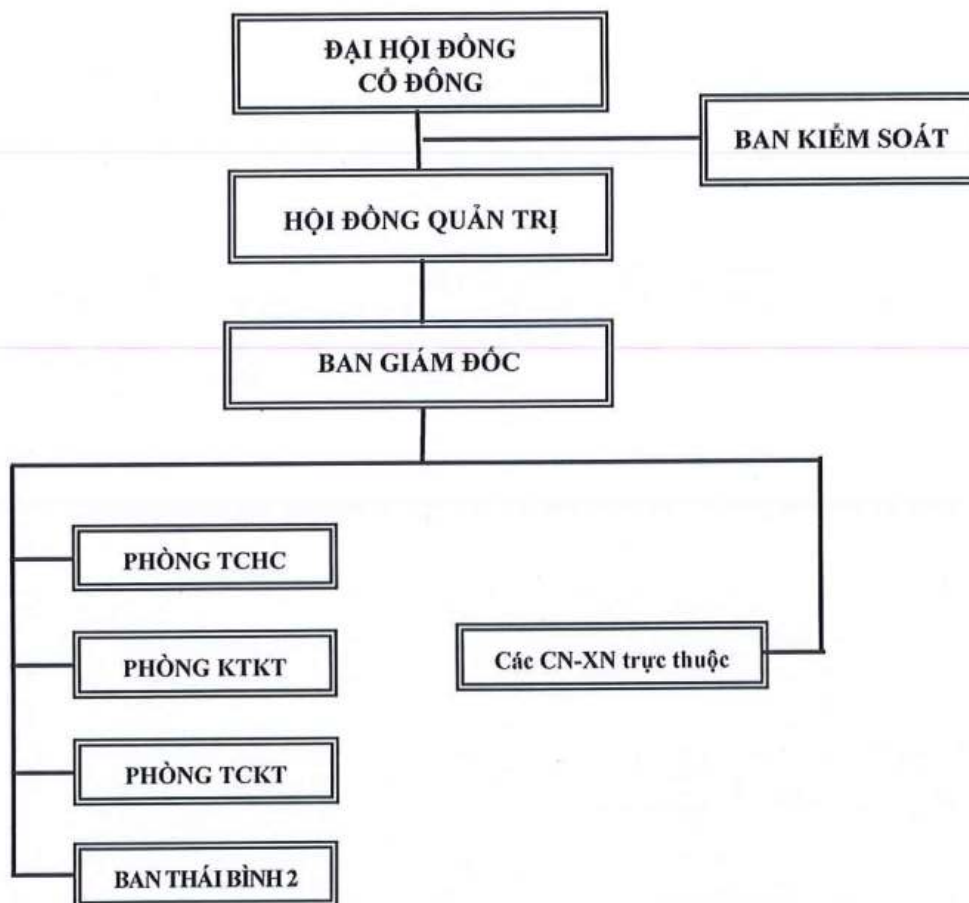 ĐẠI HỘI ĐỒNG
CỔ ĐÔNG
BAN KIỂM SOÁT
HỘI ĐỒNG QUẢN TRỊ
BAN GIÁM ĐỐC
PHÒNG TCHC
PHÒNG KTKT
Các CN-XN trực thuộc
PHÒNG TCKT
BAN THÁI BÌNH 2